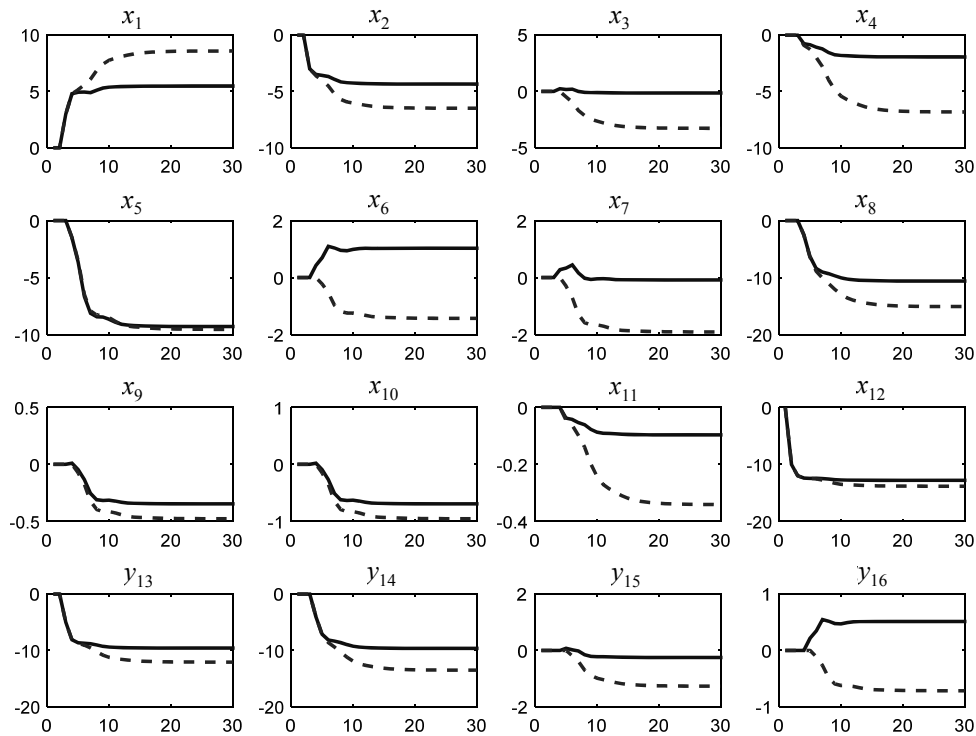 x₁ x₂ x₃ x₄
10 0 5 0
5 -5 0 -5
0 -10 -5 -10
0 10 20 30 0 10 20 30 0 10 20 30 0 10 20 30
x₅ x₆ x₇ x₈
0 2 2 0
-5 0 0 -10
-10 -2 -2 -20
0 10 20 30 0 10 20 30 0 10 20 30 0 10 20 30
x₉ x₁₀ x₁₁ x₁₂
0.5 1 0 0
0 0 -0.2 -10
-0.5 -1 -0.4 -20
0 10 20 30 0 10 20 30 0 10 20 30 0 10 20 30
y₁₃ y₁₄ y₁₅ y₁₆
0 0 2 1
-10 -10 0 0
-20 -20 -2 -1
0 10 20 30 0 10 20 30 0 10 20 30 0 10 20 30